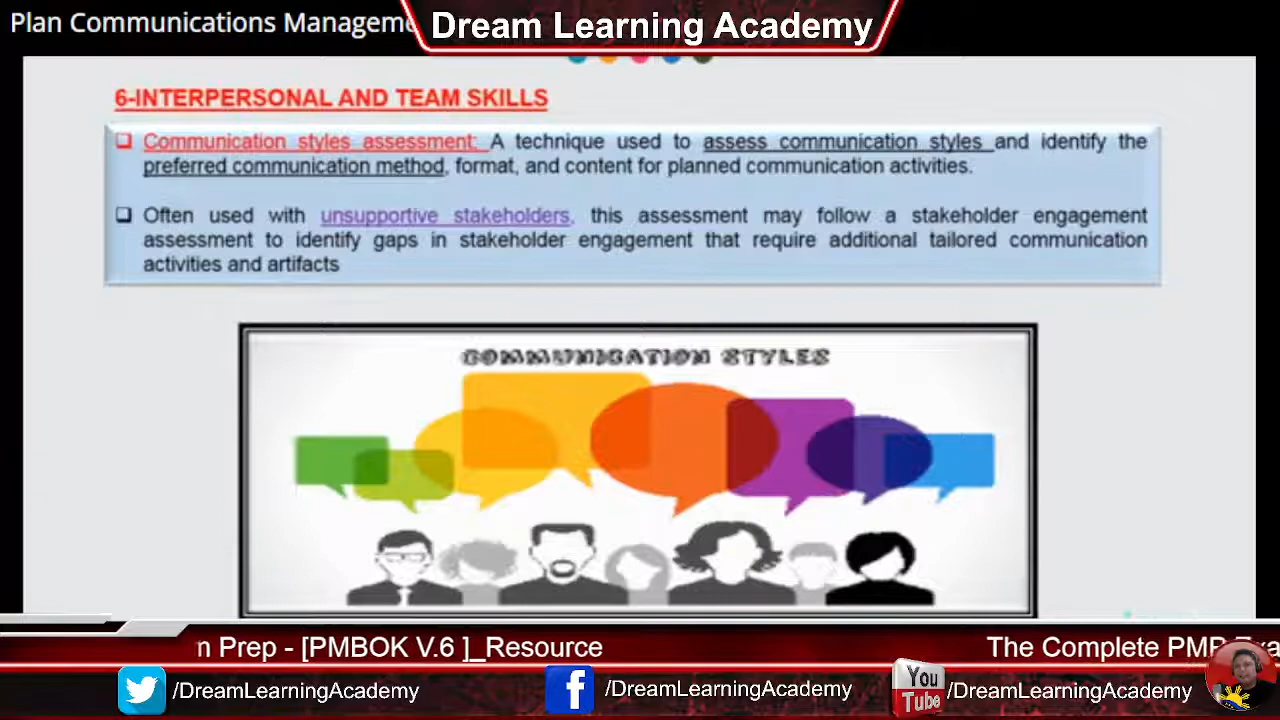 Plan Communications Manageme
Dream Learning Academy
6-INTERPERSONAL AND TEAM SKILLS
Communication styles assessment: A technique used to assess communication styles and identify the
preferred communication method, format, and content for planned communication activities.
Often used with unsupportive stakeholders, this assessment may follow a stakeholder engagement
assessment to identify gaps in stakeholder engagement that require additional tailored communication
activities and artifacts
COMMUNICATION STYLES
n Prep - [PMBOK V.6 ]_Resource
The Complete PMP Exa
/DreamLearningAcademy
/DreamLearningAcademy
You
Tube
/DreamLearningAcademy